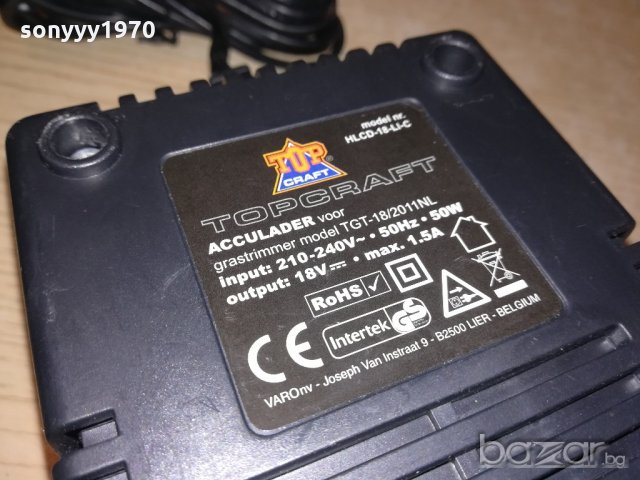 sonyyy1970
model nr.
HLCD-18-LI-C
TOP
CRAFT
TOPCRAFT
ACCULADER voor
grastrimmer model TGT-18/2011NL
input: 210-240V~ • 50Hz • 50W
output: 18V⎓ • max. 1.5A
RoHS ✓
CE Intertek GS
VAROnv - Joseph Van Instraat 9 - B2500 LIER - BELGIUM
bazar.bg